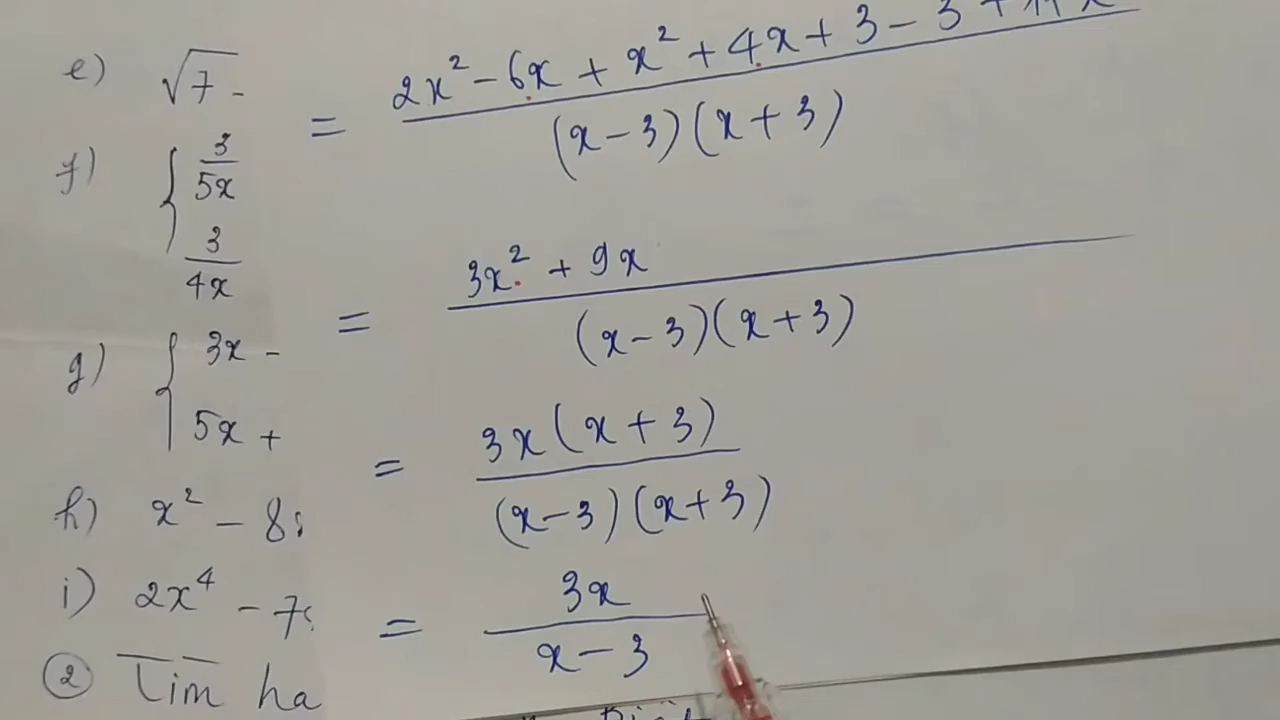 e) √7 -
f) { 3/5x
3/4x
g) { 3x -
5x +
h) x² - 8
i) 2x⁴ - 7
② Tìm ha
= (2x² - 6x + x² + 4x + 3 - 3 + 11x)/((x - 3)(x + 3))
= (3x² + 9x)/((x - 3)(x + 3))
= (3x(x + 3))/((x - 3)(x + 3))
= 3x/(x - 3)